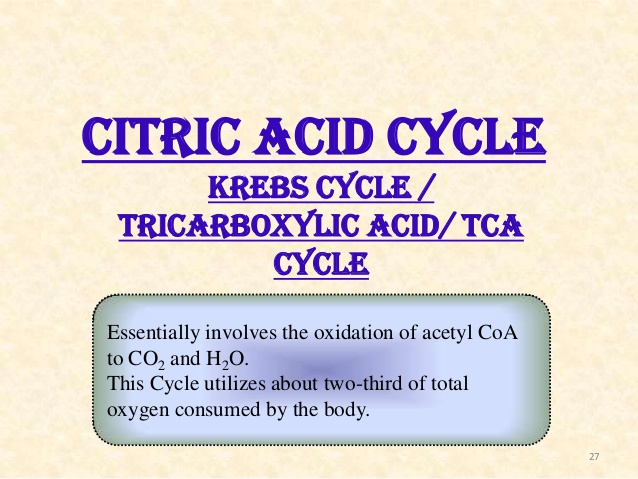 CITRIC ACID CYCLE
KREBS CYCLE /
TRICARBOXYLIC ACID/ TCA
CYCLE
Essentially involves the oxidation of acetyl CoA
to CO₂ and H₂O.
This Cycle utilizes about two-third of total
oxygen consumed by the body.
27